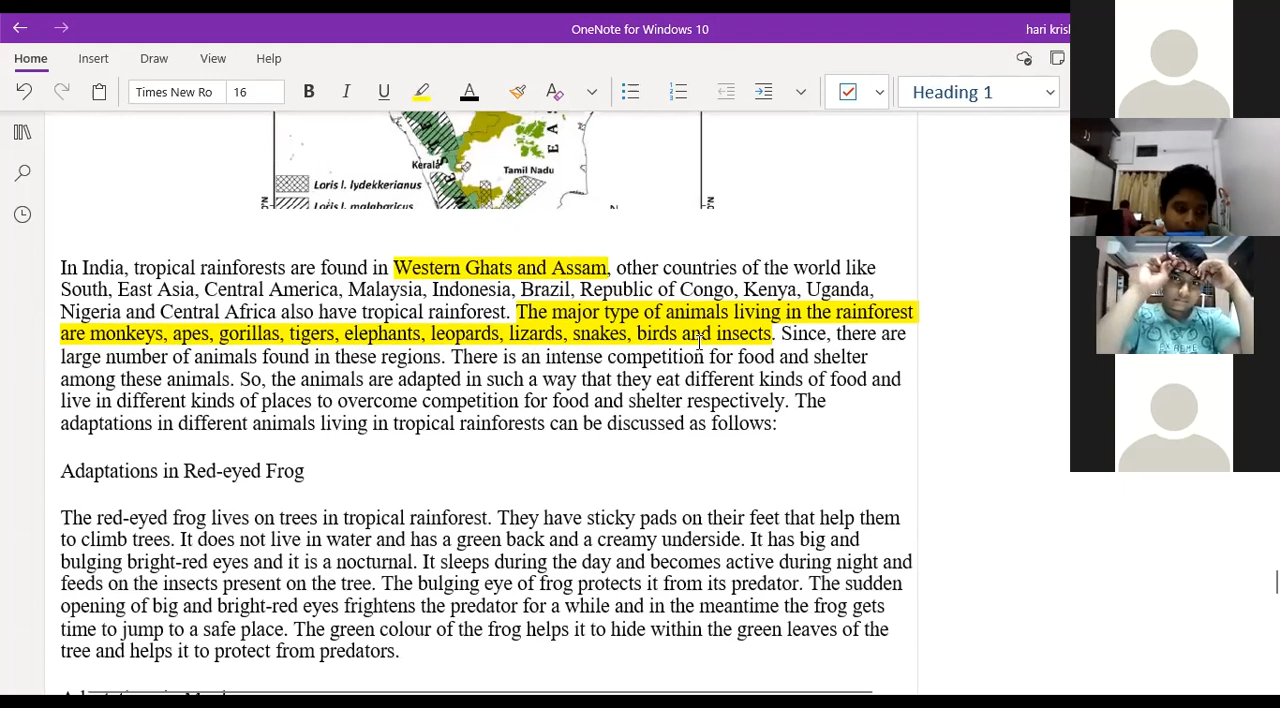 OneNote for Windows 10
hari krish
Home Insert Draw View Help
Times New Ro 16 B I U A A Heading 1
EAS
Kerala
Tamil Nadu
Loris l. lydekkerianus
Loris l. malabaricus
In India, tropical rainforests are found in Western Ghats and Assam, other countries of the world like
South, East Asia, Central America, Malaysia, Indonesia, Brazil, Republic of Congo, Kenya, Uganda,
Nigeria and Central Africa also have tropical rainforest. The major type of animals living in the rainforest
are monkeys, apes, gorillas, tigers, elephants, leopards, lizards, snakes, birds and insects. Since, there are
large number of animals found in these regions. There is an intense competition for food and shelter
among these animals. So, the animals are adapted in such a way that they eat different kinds of food and
live in different kinds of places to overcome competition for food and shelter respectively. The
adaptations in different animals living in tropical rainforests can be discussed as follows:
Adaptations in Red-eyed Frog
The red-eyed frog lives on trees in tropical rainforest. They have sticky pads on their feet that help them
to climb trees. It does not live in water and has a green back and a creamy underside. It has big and
bulging bright-red eyes and it is a nocturnal. It sleeps during the day and becomes active during night and
feeds on the insects present on the tree. The bulging eye of frog protects it from its predator. The sudden
opening of big and bright-red eyes frightens the predator for a while and in the meantime the frog gets
time to jump to a safe place. The green colour of the frog helps it to hide within the green leaves of the
tree and helps it to protect from predators.